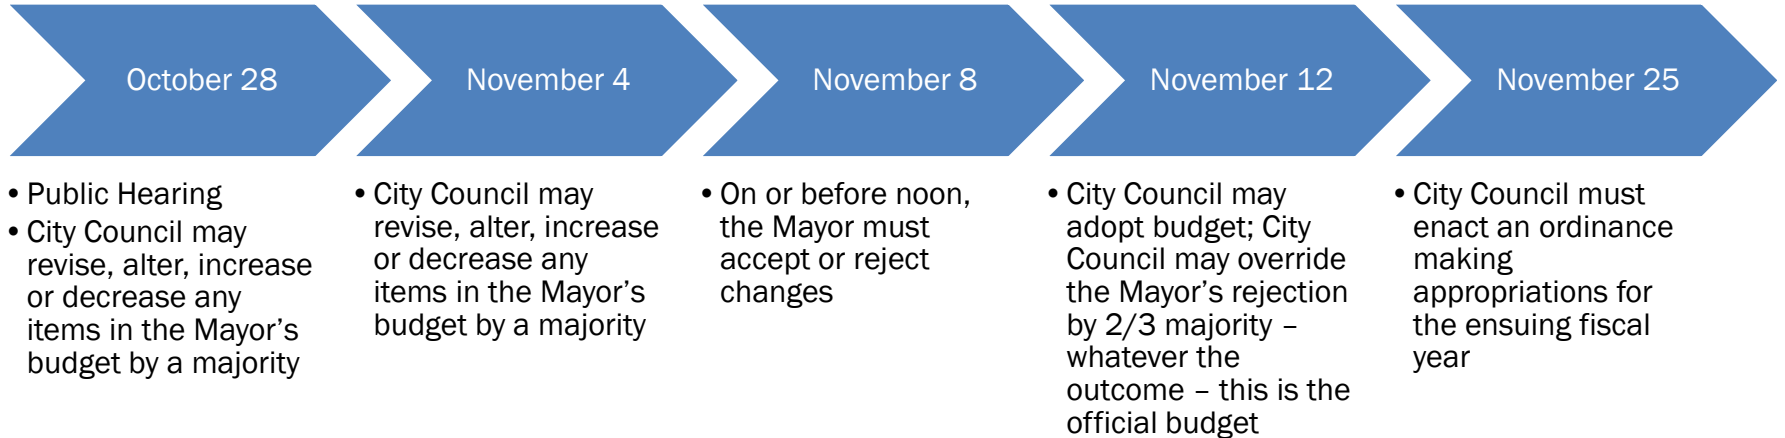 October 28
November 4
November 8
November 12
November 25
• Public Hearing
• City Council may
revise, alter, increase
or decrease any
items in the Mayor’s
budget by a majority
• City Council may
revise, alter, increase
or decrease any
items in the Mayor’s
budget by a majority
• On or before noon,
the Mayor must
accept or reject
changes
• City Council may
adopt budget; City
Council may override
the Mayor’s rejection
by 2/3 majority –
whatever the
outcome – this is the
official budget
• City Council must
enact an ordinance
making
appropriations for
the ensuing fiscal
year